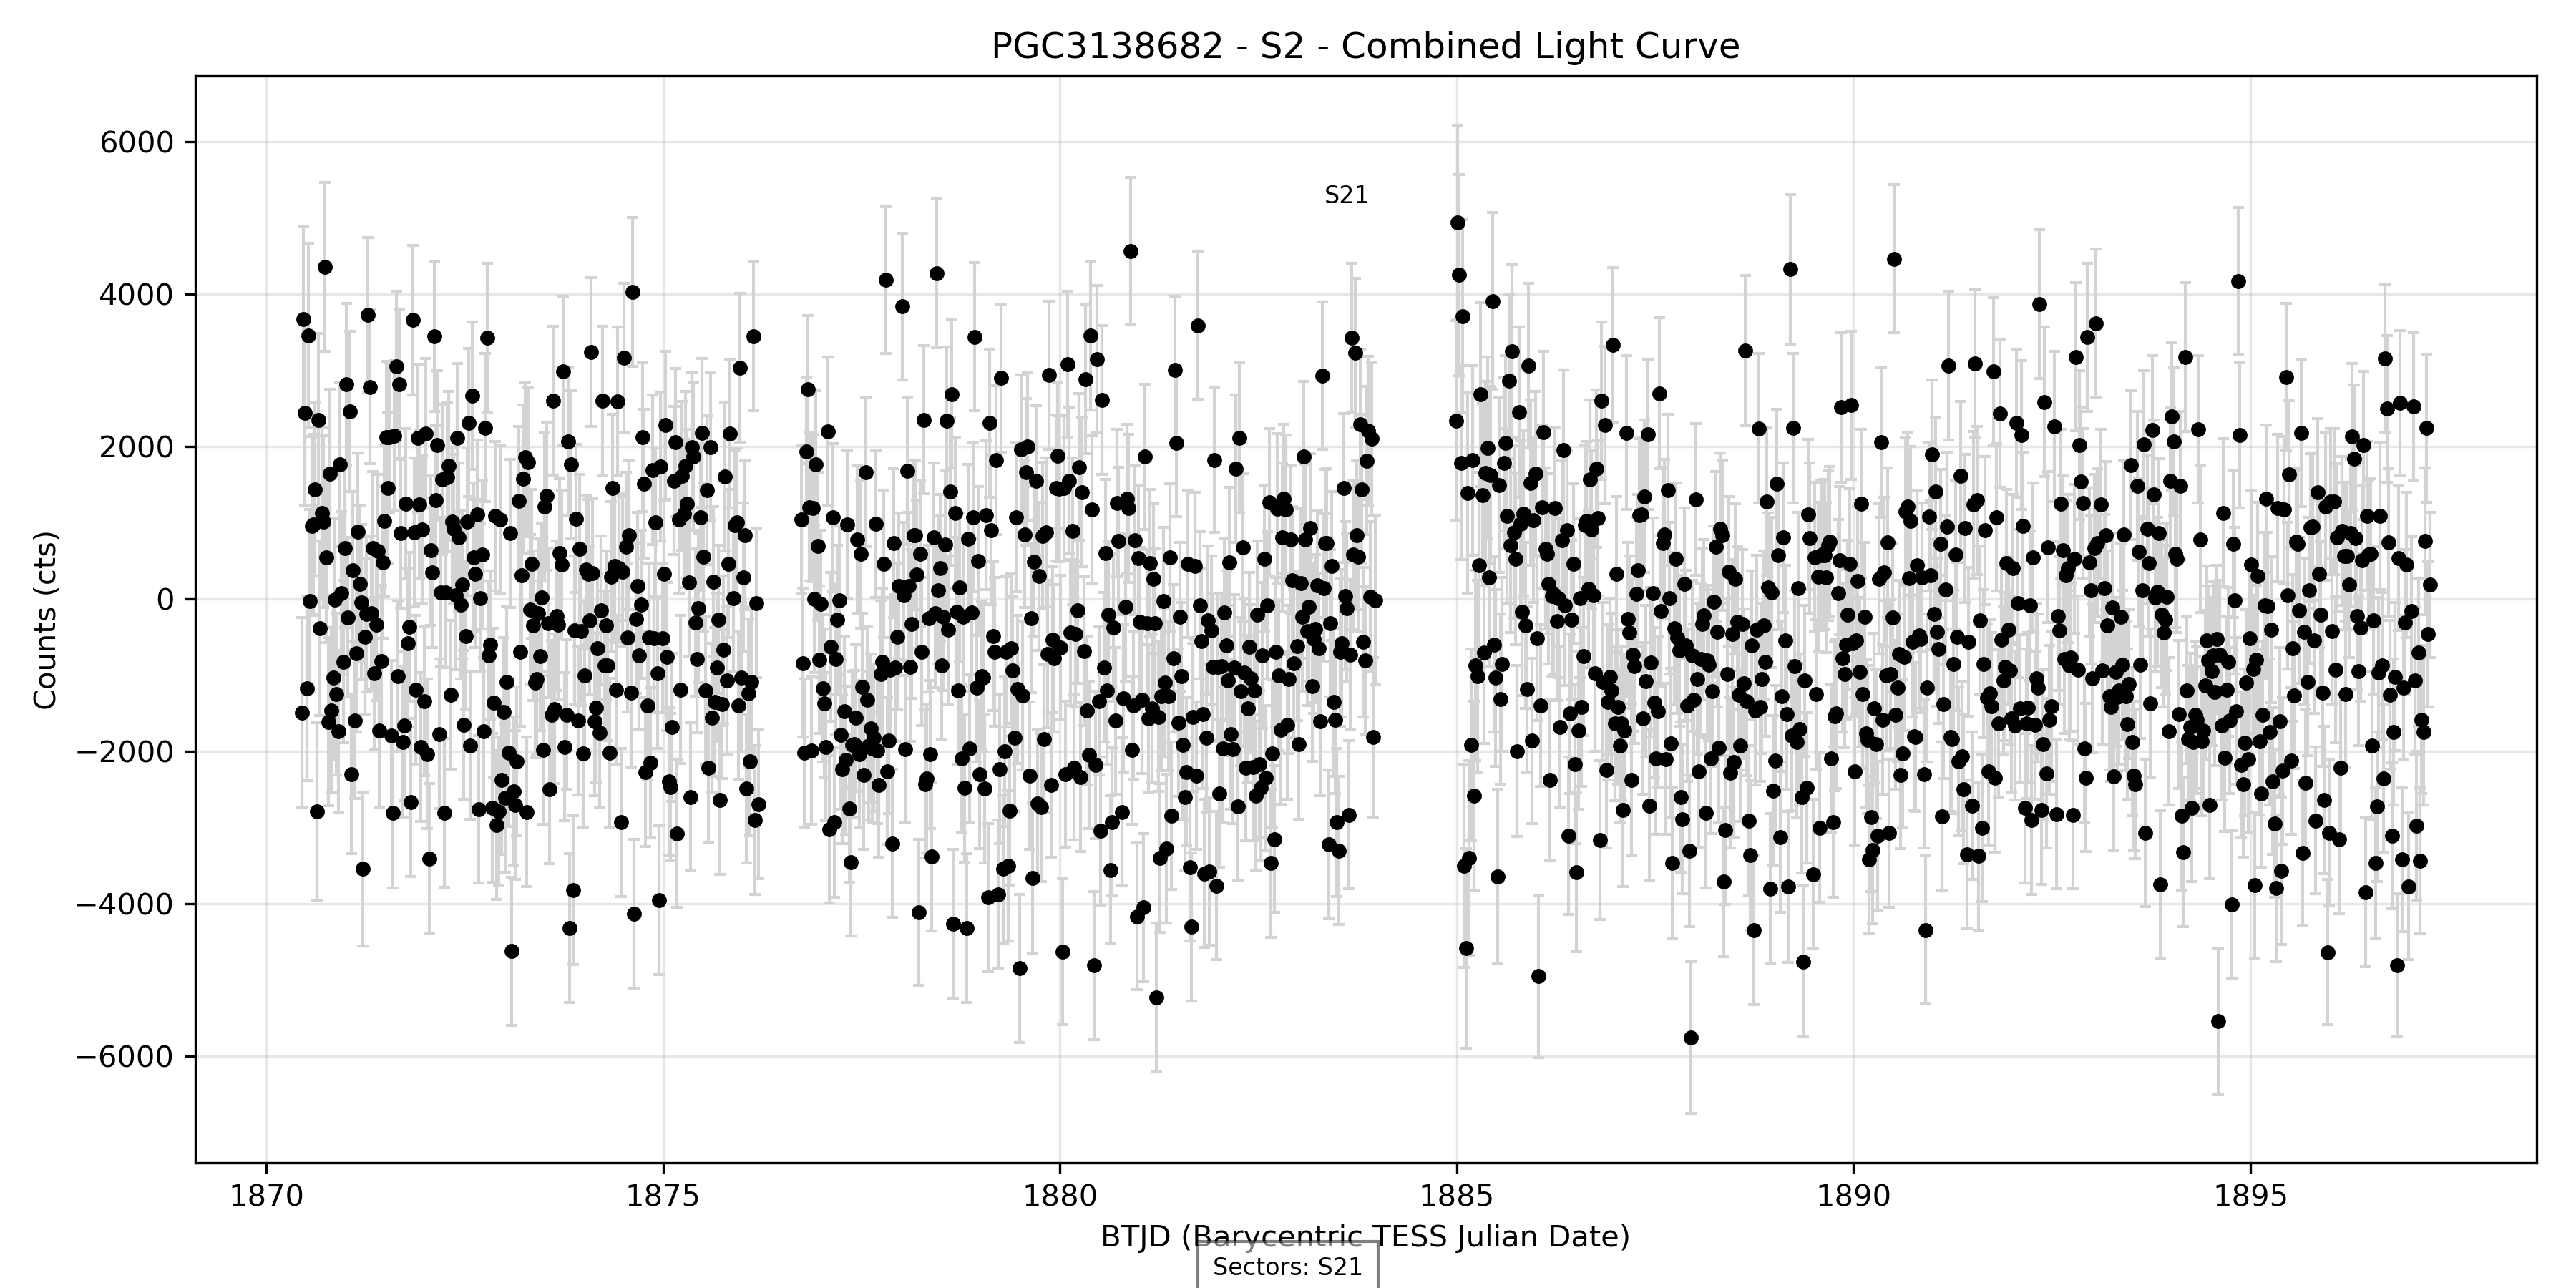 PGC3138682 - S2 - Combined Light Curve
6000
4000
2000
0
−2000
−4000
−6000
Counts (cts)
S21
1870 1875 1880 1885 1890 1895
BTJD (Barycentric TESS Julian Date)
Sectors: S21